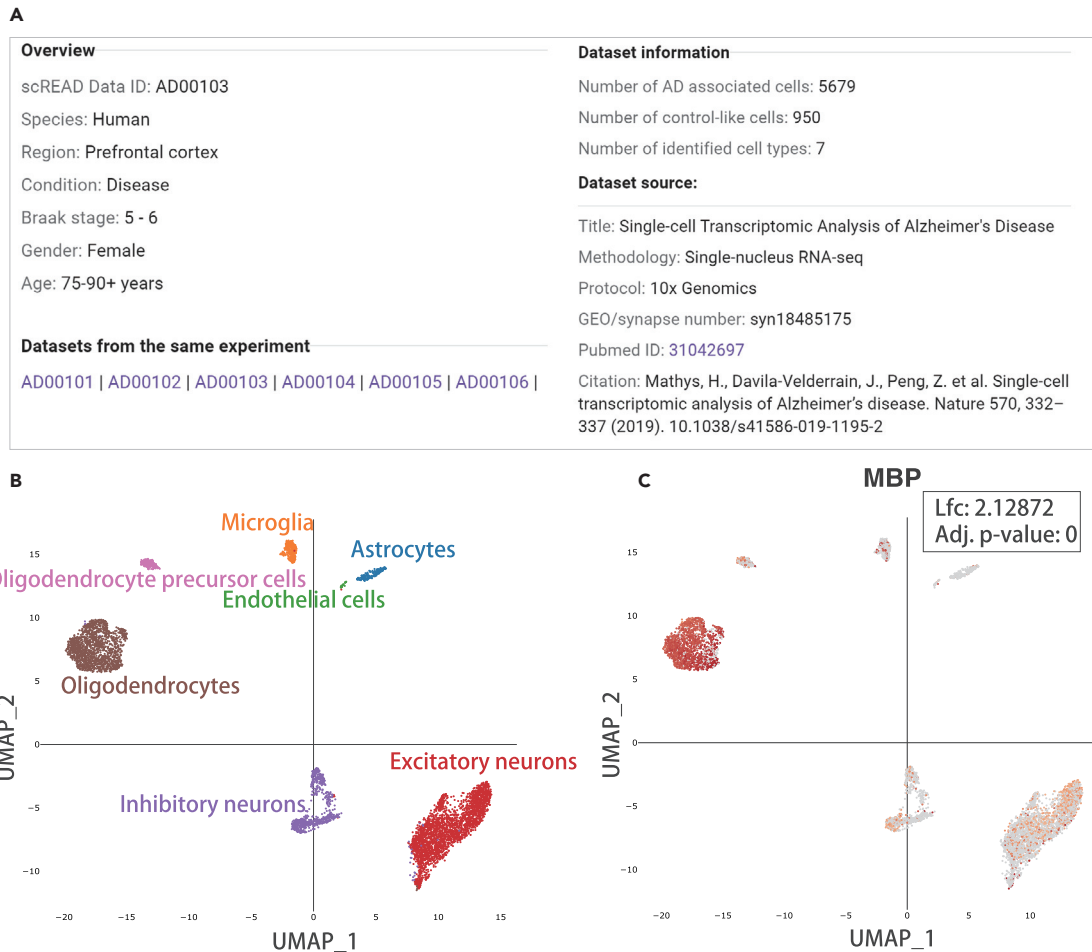 A
Overview
scREAD Data ID: AD00103
Species: Human
Region: Prefrontal cortex
Condition: Disease
Braak stage: 5 - 6
Gender: Female
Age: 75-90+ years
Datasets from the same experiment
AD00101 | AD00102 | AD00103 | AD00104 | AD00105 | AD00106 |
Dataset information
Number of AD associated cells: 5679
Number of control-like cells: 950
Number of identified cell types: 7
Dataset source:
Title: Single-cell Transcriptomic Analysis of Alzheimer's Disease
Methodology: Single-nucleus RNA-seq
Protocol: 10x Genomics
GEO/synapse number: syn18485175
Pubmed ID: 31042697
Citation: Mathys, H., Davila-Velderrain, J., Peng, Z. et al. Single-cell
transcriptomic analysis of Alzheimer’s disease. Nature 570, 332–
337 (2019). 10.1038/s41586-019-1195-2
B
Microglia
Astrocytes
Oligodendrocyte precursor cells
Endothelial cells
Oligodendrocytes
Excitatory neurons
Inhibitory neurons
15
10
5
0
−5
−10
−20
−15
−10
−5
0
5
10
15
UMAP_2
UMAP_1
C
MBP
Lfc: 2.12872
Adj. p-value: 0
15
10
5
0
−5
−10
−20
−15
−10
−5
0
5
10
UMAP_2
UMAP_1